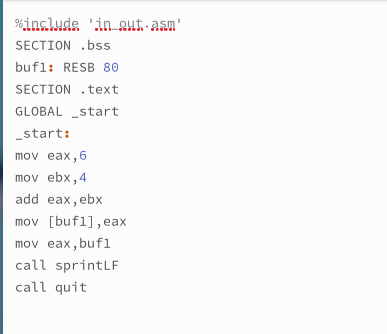 %include 'in_out.asm'
SECTION .bss
buf1: RESB 80
SECTION .text
GLOBAL _start
_start:
mov eax,6
mov ebx,4
add eax,ebx
mov [buf1],eax
mov eax,buf1
call sprintLF
call quit